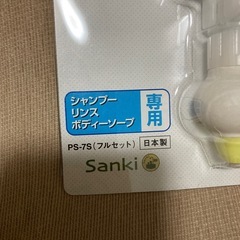 シャンプー
リンス
ボディーソープ
専用
PS-7S(フルセット) 日本製
Sanki